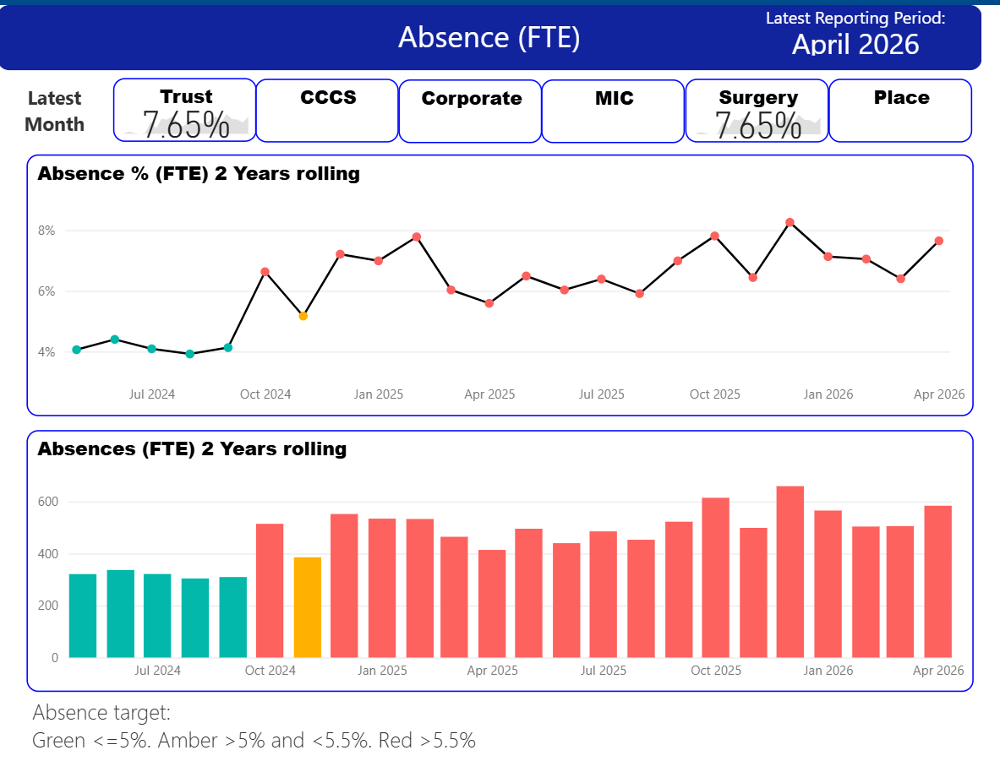 Absence (FTE)
Latest Reporting Period:
April 2026
Latest
Month
Trust
7.65%
CCCS
Corporate
MIC
Surgery
7.65%
Place
Absence % (FTE) 2 Years rolling
8%
6%
4%
Jul 2024
Oct 2024
Jan 2025
Apr 2025
Jul 2025
Oct 2025
Jan 2026
Apr 2026
Absences (FTE) 2 Years rolling
600
400
200
0
Jul 2024
Oct 2024
Jan 2025
Apr 2025
Jul 2025
Oct 2025
Jan 2026
Apr 2026
Absence target:
Green <=5%. Amber >5% and <5.5%. Red >5.5%